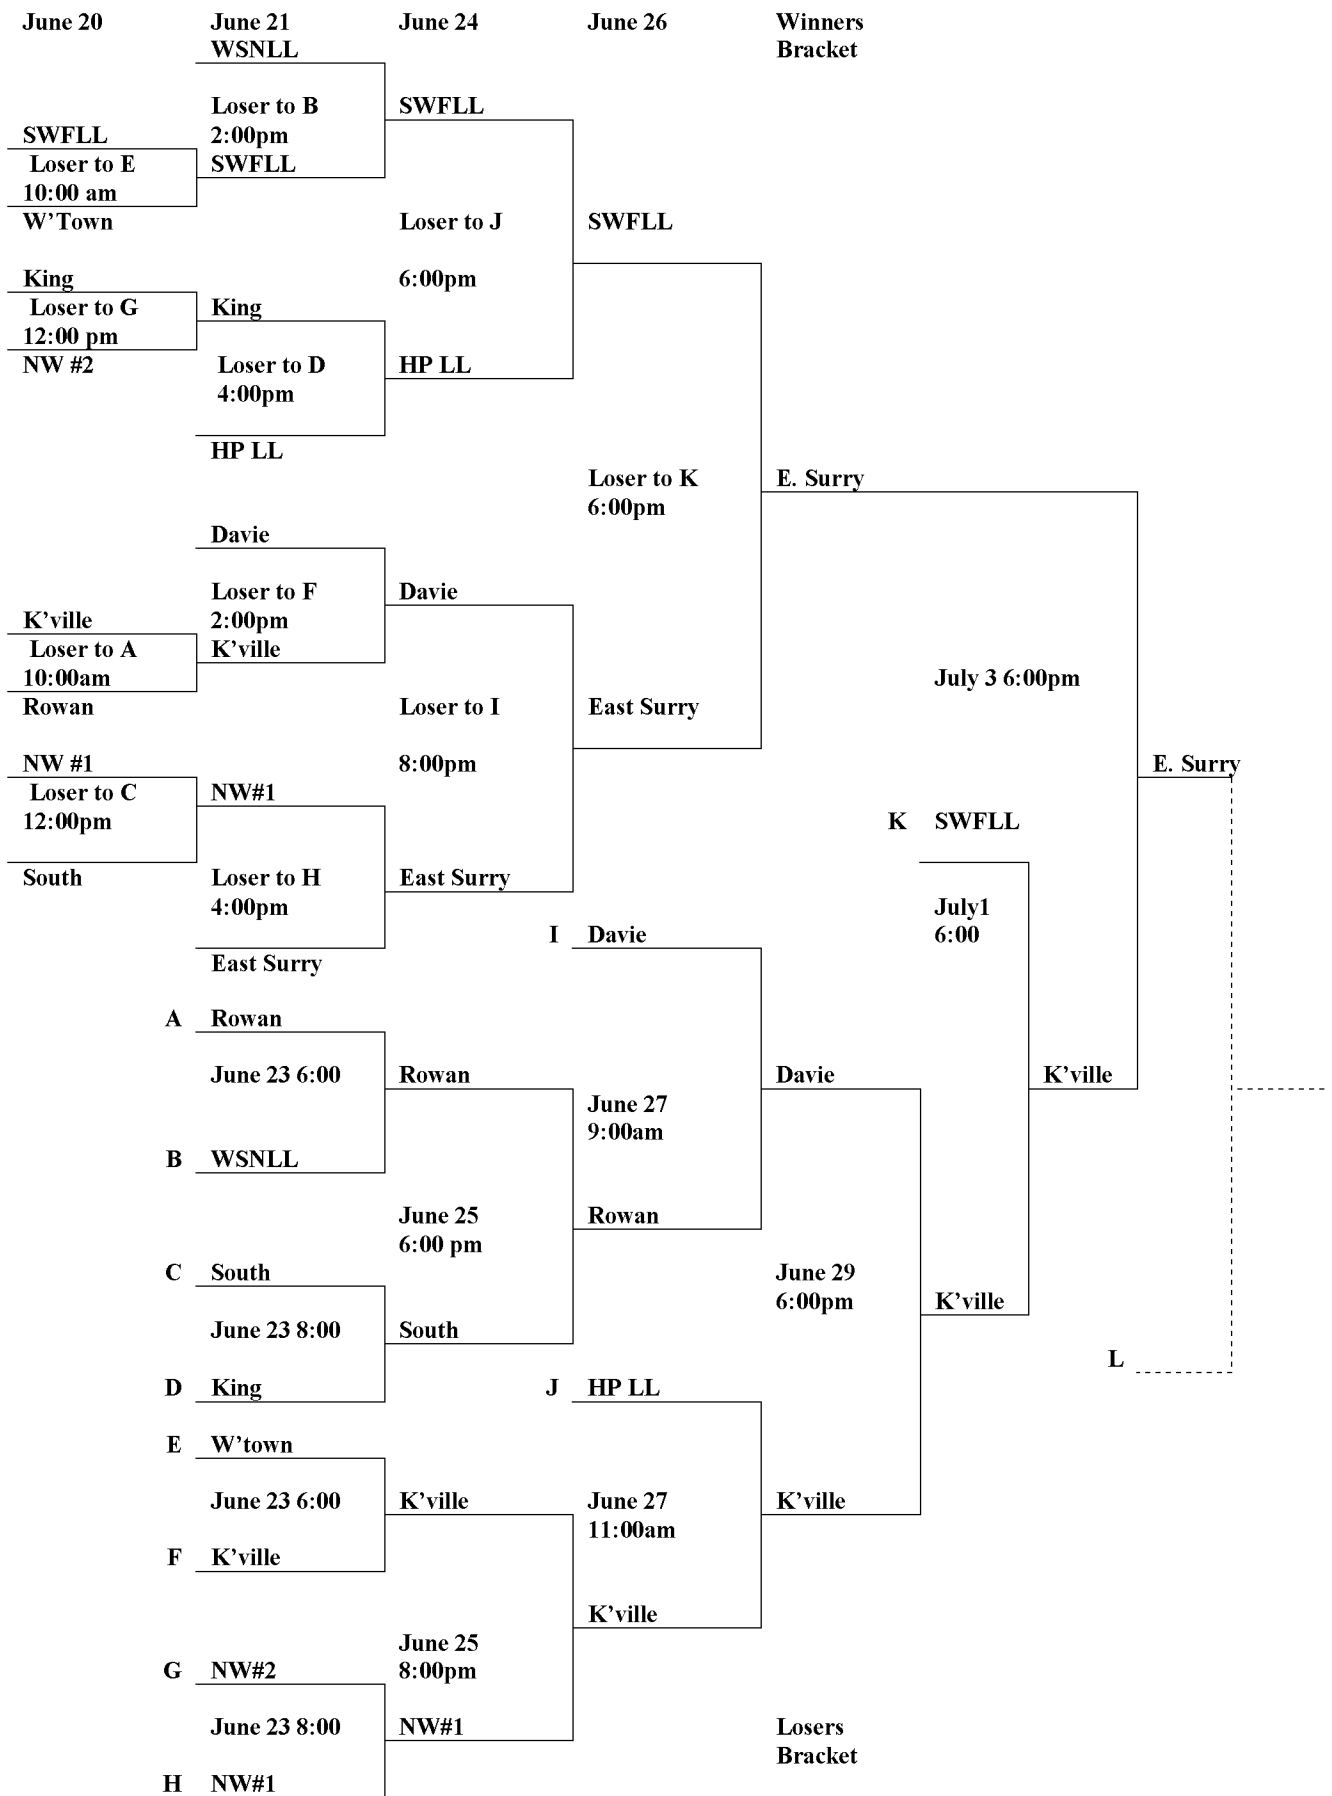 June 20
June 21
June 24
June 26
Winners
Bracket
WSNLL
Loser to B
2:00pm
SWFLL
SWFLL
SWFLL
Loser to E
10:00 am
W’Town
Loser to J
6:00pm
SWFLL
King
Loser to G
12:00 pm
NW #2
King
Loser to D
4:00pm
HP LL
HP LL
Loser to K
6:00pm
E. Surry
Davie
Loser to F
2:00pm
K’ville
Davie
K’ville
Loser to A
10:00am
Rowan
Loser to I
8:00pm
East Surry
July 3 6:00pm
NW #1
Loser to C
12:00pm
South
NW#1
Loser to H
4:00pm
East Surry
East Surry
E. Surry
K SWFLL
July1
6:00
I Davie
A Rowan
June 23 6:00
Rowan
June 27
9:00am
Davie
K’ville
B WSNLL
June 25
6:00 pm
Rowan
C South
June 23 8:00
South
June 29
6:00pm
K’ville
L
D King
J HP LL
E W’town
June 23 6:00
K’ville
June 27
11:00am
K’ville
F K’ville
K’ville
June 25
8:00pm
G NW#2
June 23 8:00
NW#1
Losers
Bracket
H NW#1